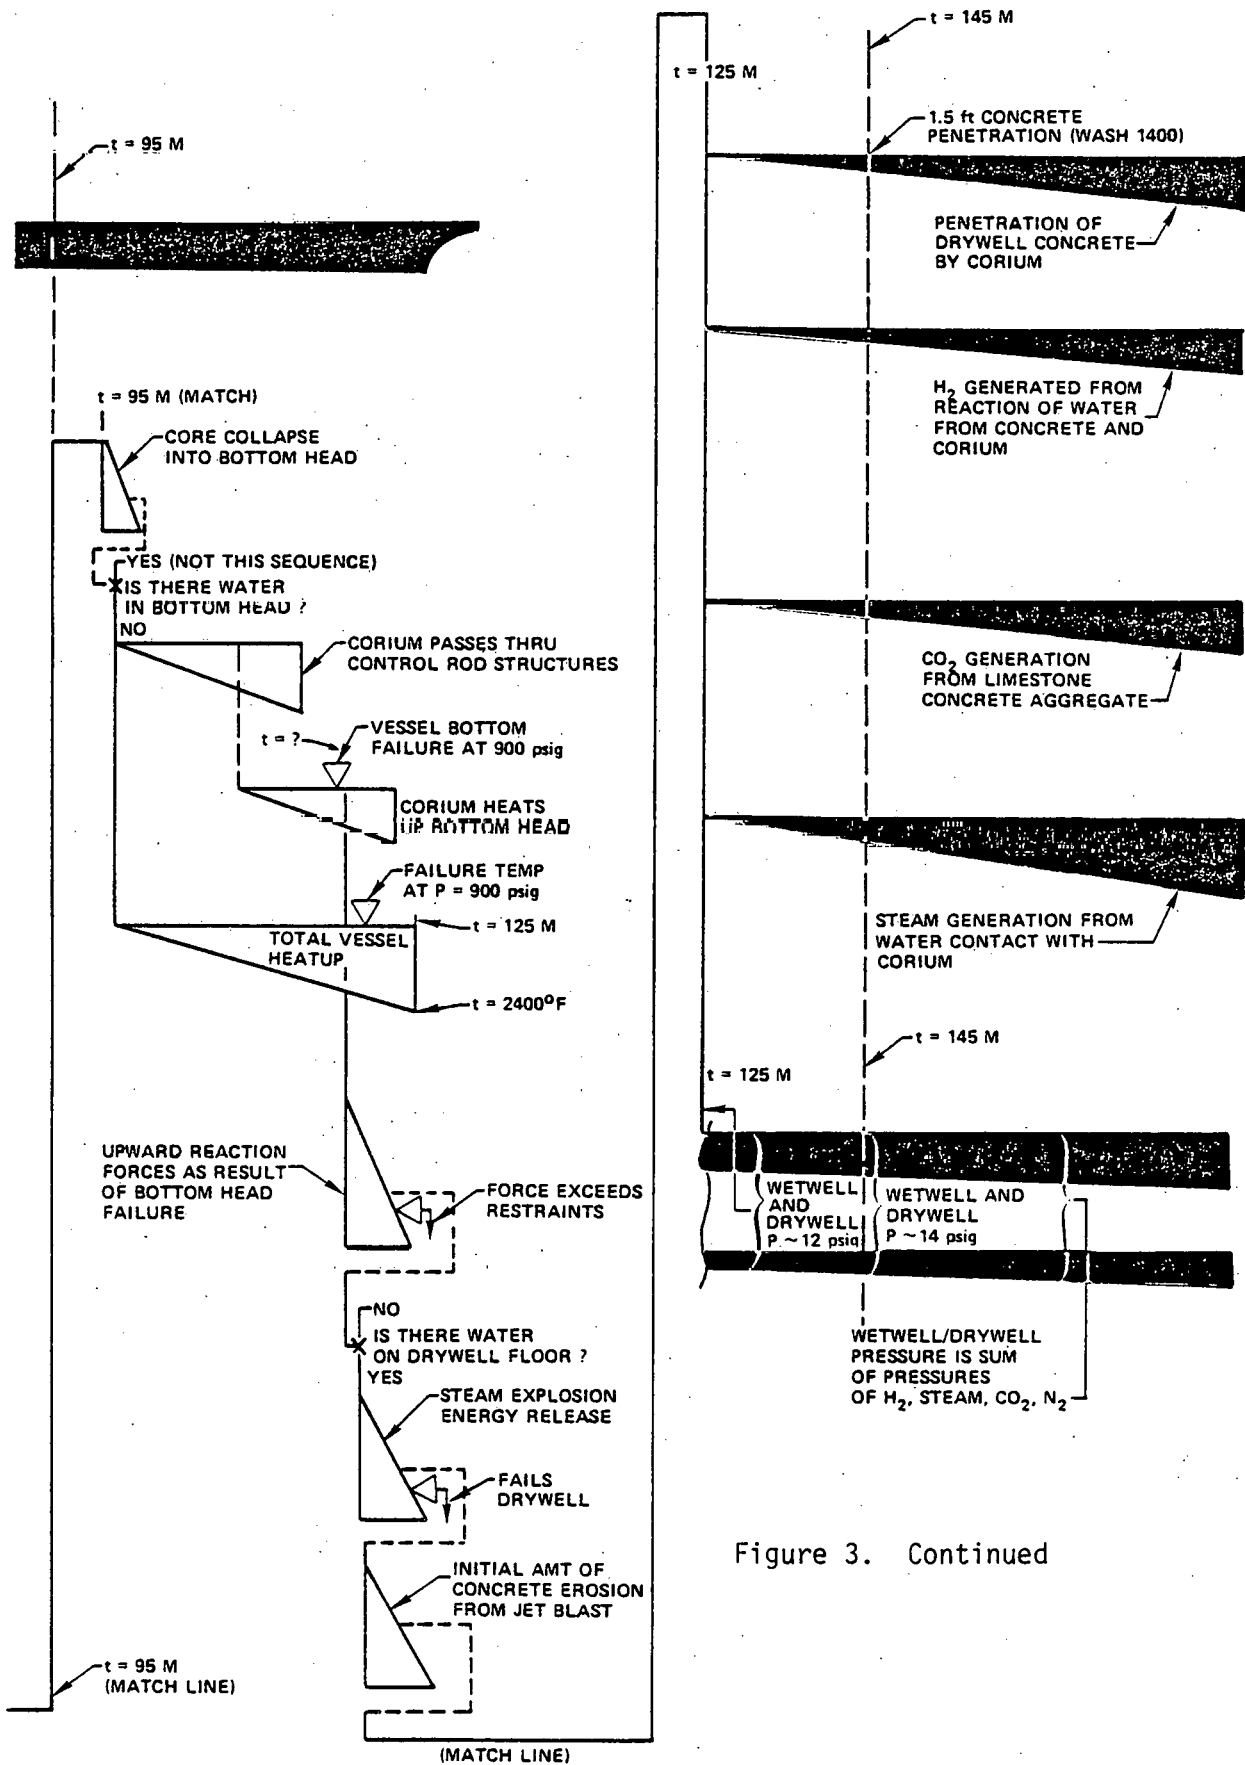 t = 95 M
t = 95 M (MATCH)
CORE COLLAPSE
INTO BOTTOM HEAD
YES (NOT THIS SEQUENCE)
IS THERE WATER
IN BOTTOM HEAD ?
NO
CORIUM PASSES THRU
CONTROL ROD STRUCTURES
t = ?
VESSEL BOTTOM
FAILURE AT 900 psig
CORIUM HEATS
UP BOTTOM HEAD
FAILURE TEMP
AT P = 900 psig
t = 125 M
TOTAL VESSEL
HEATUP
t = 2400°F
UPWARD REACTION
FORCES AS RESULT
OF BOTTOM HEAD
FAILURE
FORCE EXCEEDS
RESTRAINTS
NO
IS THERE WATER
ON DRYWELL FLOOR ?
YES
STEAM EXPLOSION
ENERGY RELEASE
FAILS
DRYWELL
INITIAL AMT OF
CONCRETE EROSION
FROM JET BLAST
t = 95 M
(MATCH LINE)
(MATCH LINE)
t = 145 M
t = 125 M
1.5 ft CONCRETE
PENETRATION (WASH 1400)
PENETRATION OF
DRYWELL CONCRETE
BY CORIUM
H₂ GENERATED FROM
REACTION OF WATER
FROM CONCRETE AND
CORIUM
CO₂ GENERATION
FROM LIMESTONE
CONCRETE AGGREGATE
STEAM GENERATION FROM
WATER CONTACT WITH
CORIUM
t = 145 M
t = 125 M
WETWELL
AND
DRYWELL
P ~ 12 psig
WETWELL AND
DRYWELL
P ~ 14 psig
WETWELL/DRYWELL
PRESSURE IS SUM
OF PRESSURES
OF H₂, STEAM, CO₂, N₂
Figure 3. Continued